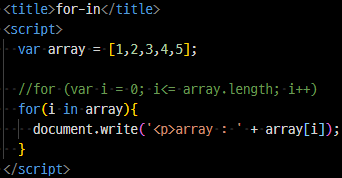 <title>for-in</title>
<script>
var array = [1,2,3,4,5];
//for (var i = 0; i<= array.length; i++)
for(i in array){
document.write('<p>array : ' + array[i]);
}
</script>